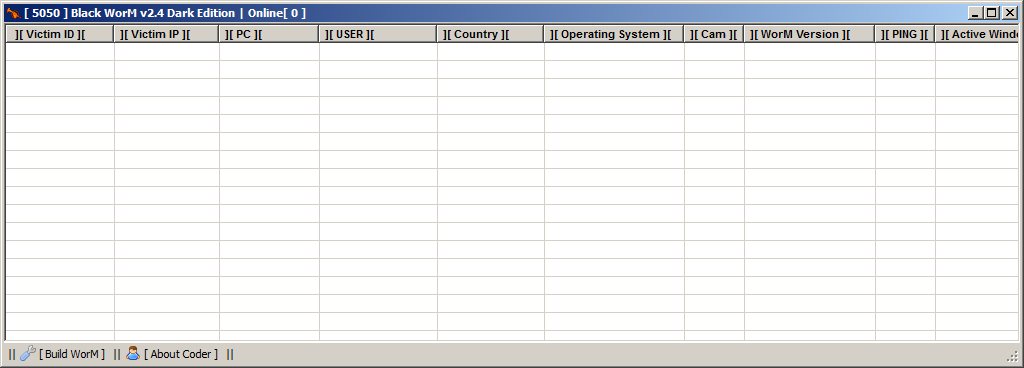 [ 5050 ] Black WorM v2.4 Dark Edition | Online[ 0 ]
][ Victim ID ][ ][ Victim IP ][ ][ PC ][ ][ USER ][ ][ Country ][ ][ Operating System ][ ][ Cam ][ ][ WorM Version ][ ][ PING ][ ][ Active Windo
|| [ Build WorM ] || [ About Coder ] ||